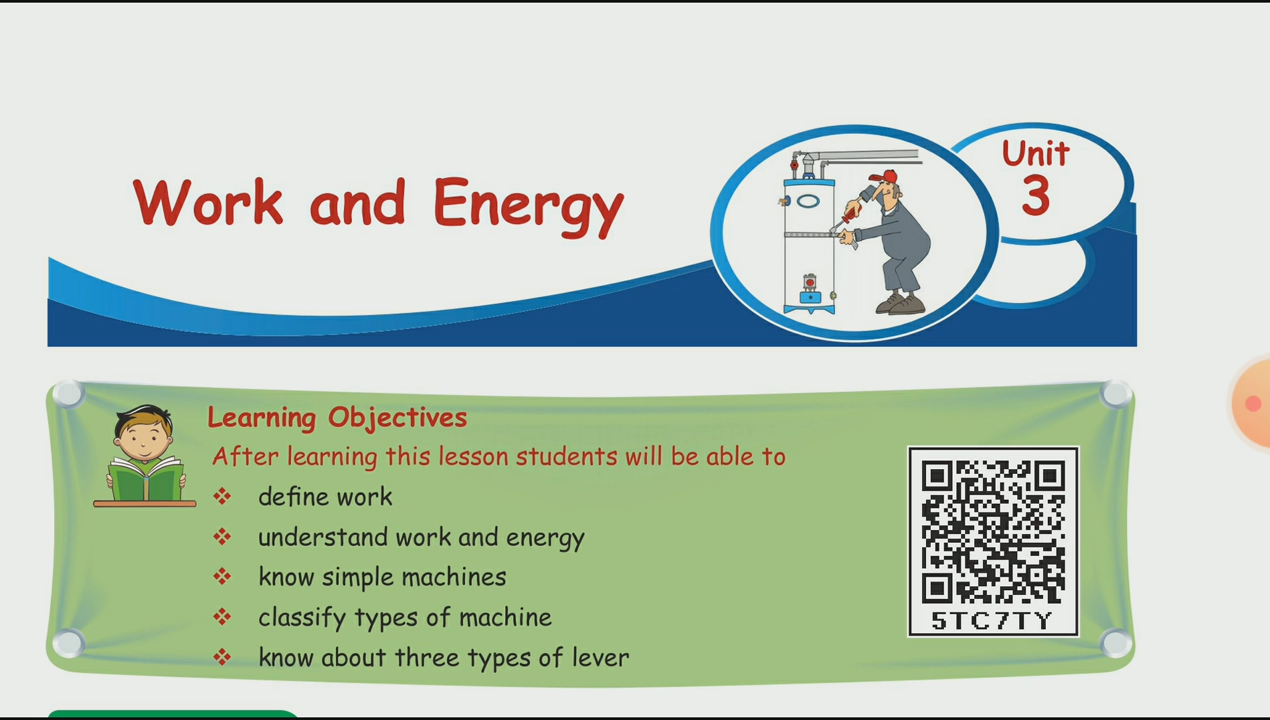 Work and Energy
Unit
3
Learning Objectives
After learning this lesson students will be able to
❖ define work
❖ understand work and energy
❖ know simple machines
❖ classify types of machine
❖ know about three types of lever
5TC7TY